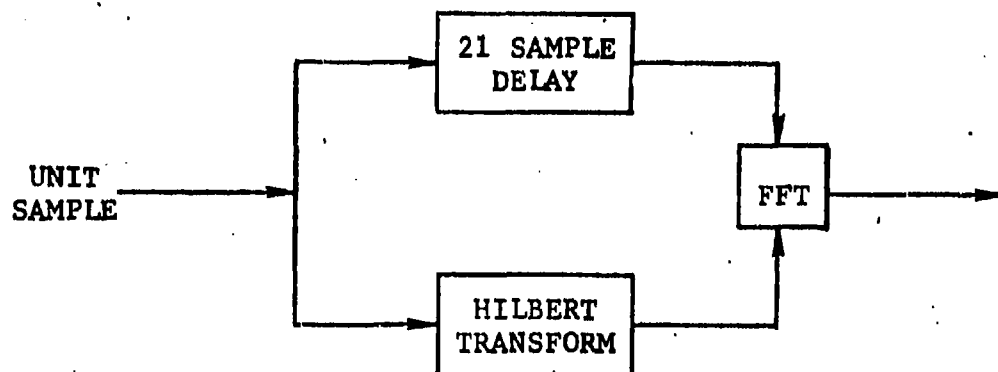 21 SAMPLE
DELAY
UNIT
SAMPLE
FFT
HILBERT
TRANSFORM